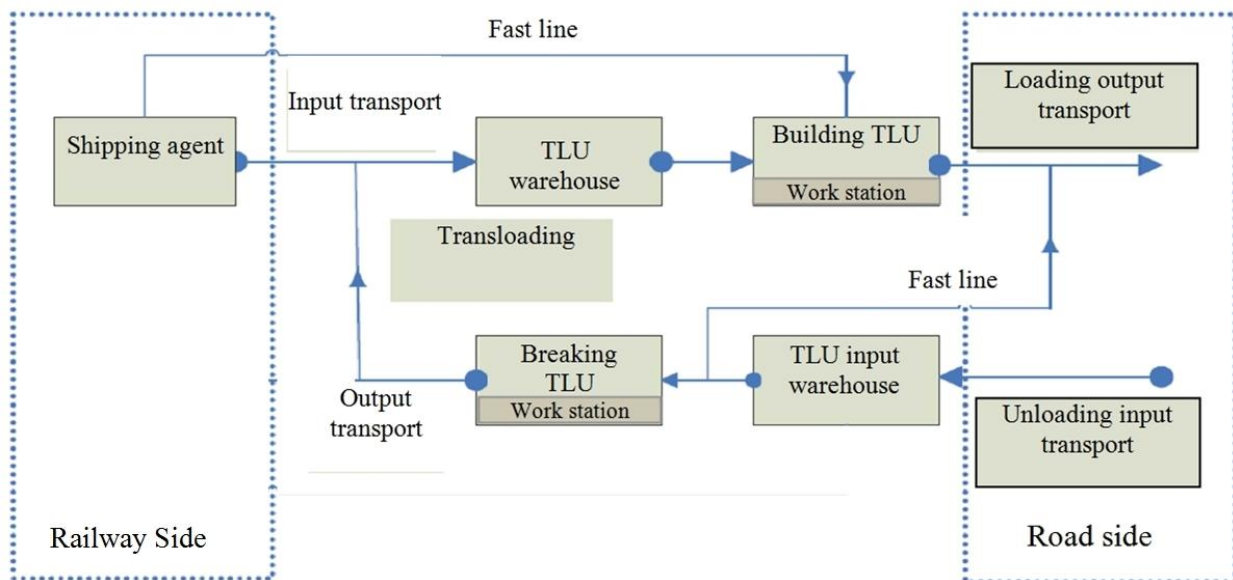 Fast line
Input transport
Shipping agent
TLU
warehouse
Building TLU
Work station
Loading output
transport
Transloading
Fast line
Breaking
TLU
Work station
TLU input
warehouse
Output
transport
Unloading input
transport
Railway Side
Road side